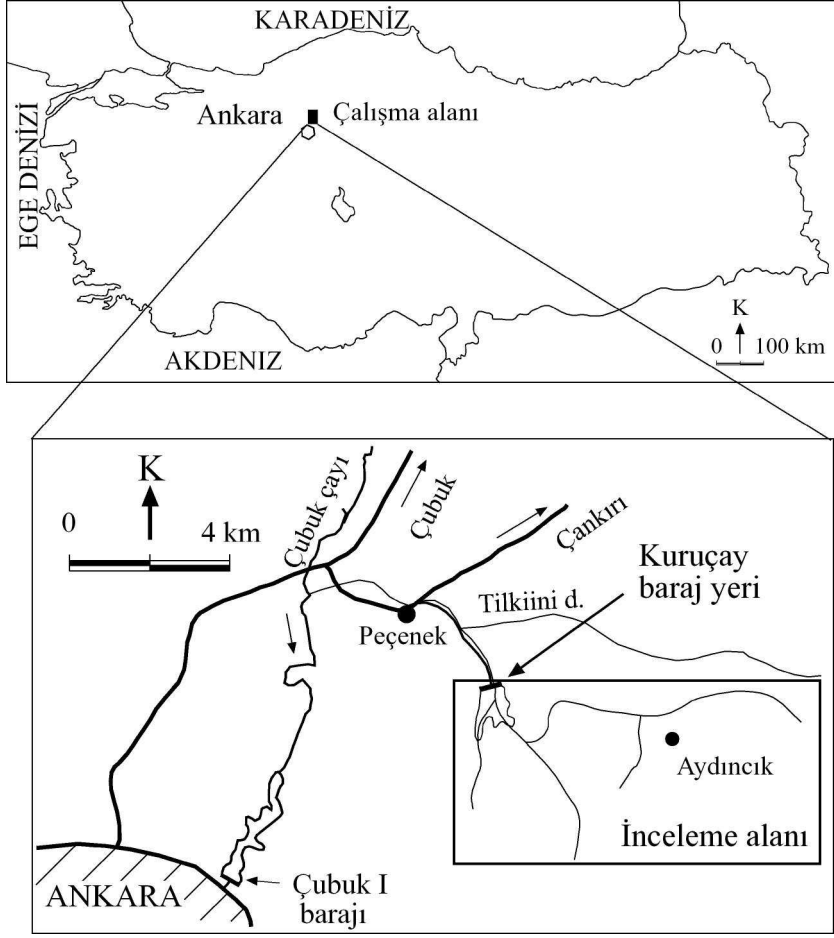 KARADENİZ
EGE DENİZİ
Ankara
Çalışma alanı
K
0 100 km
AKDENIZ
K
0 4 km
Çubuk çayı
Çubuk
Çankırı
Kuruçay
baraj yeri
Tilkiini d.
Peçenek
Aydıncık
İnceleme alanı
ANKARA
Çubuk I
barajı